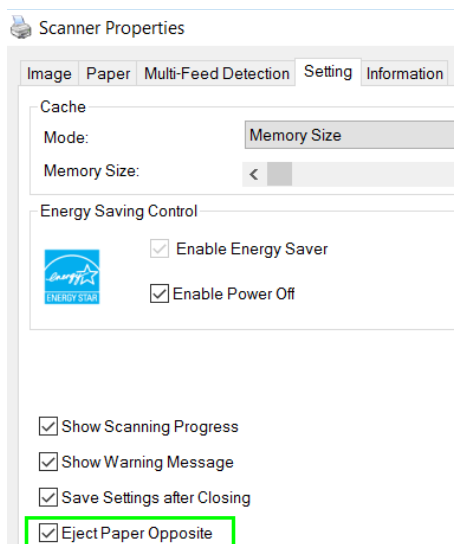 Scanner Properties
Image Paper Multi-Feed Detection Setting Information
Cache
Mode: Memory Size
Memory Size:
Energy Saving Control
energy
ENERGY STAR
Enable Energy Saver
Enable Power Off
Show Scanning Progress
Show Warning Message
Save Settings after Closing
Eject Paper Opposite